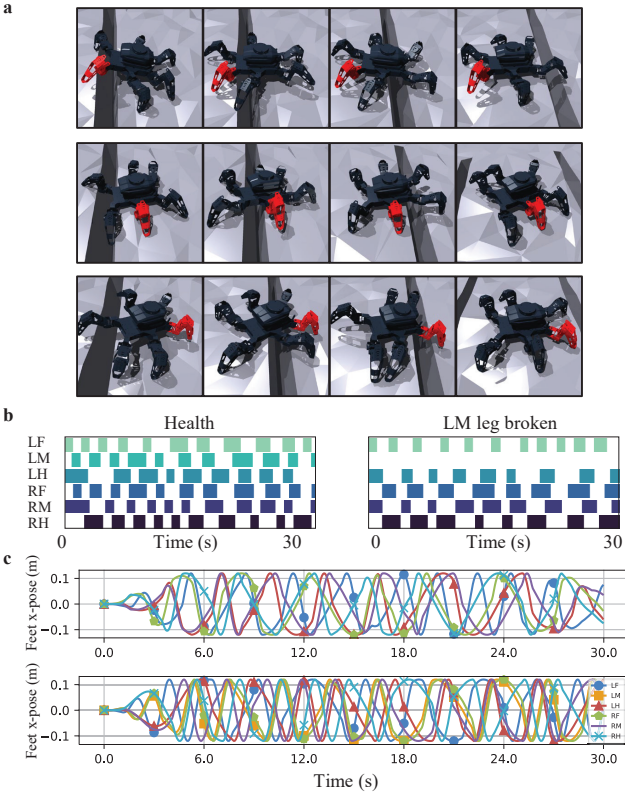 a
b
Health
LM leg broken
LF
LM
LH
RF
RM
RH
0 Time (s) 30
0 Time (s) 30
c
Feet x-pose (m)
0.1
0.0
−0.1
0.0 6.0 12.0 18.0 24.0 30.0
Feet x-pose (m)
0.1
0.0
−0.1
LF
LM
LH
RF
RM
RH
0.0 6.0 12.0 18.0 24.0 30.0
Time (s)